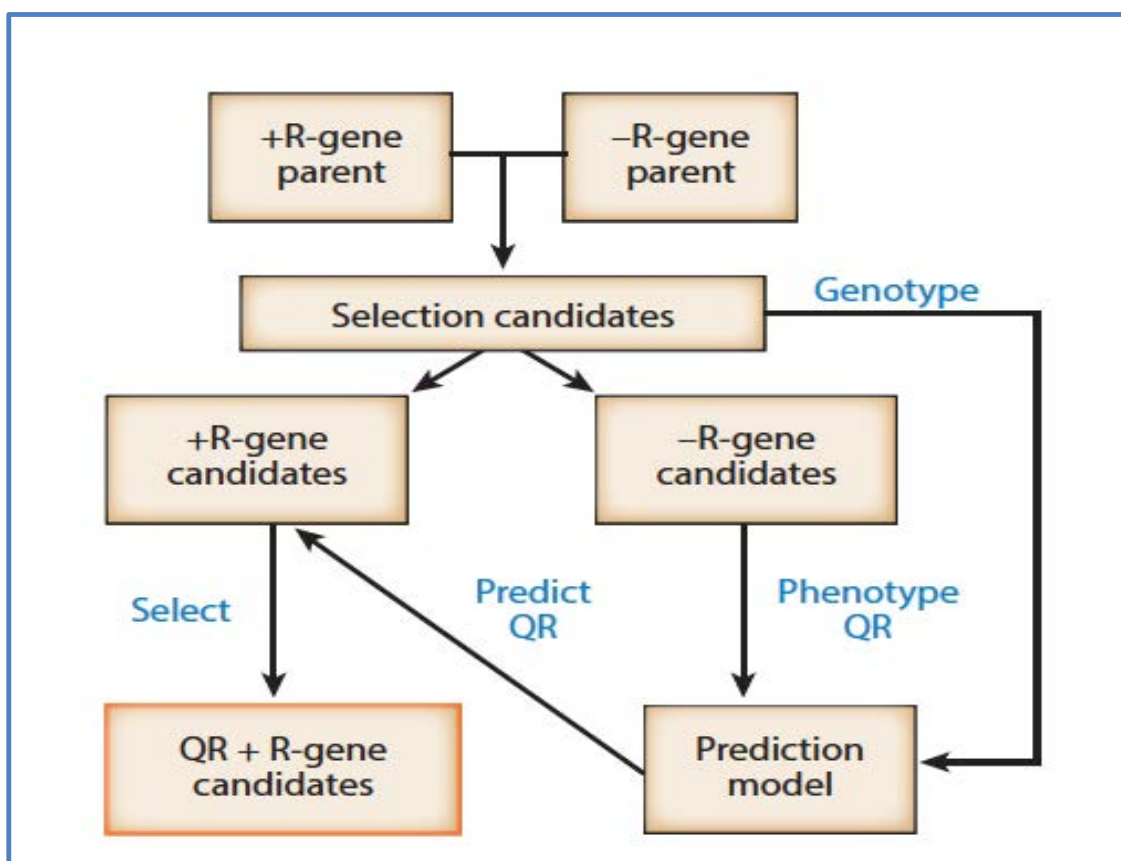 +R-gene
parent
–R-gene
parent
Selection candidates
Genotype
+R-gene
candidates
–R-gene
candidates
Select
Predict
QR
Phenotype
QR
QR + R-gene
candidates
Prediction
model